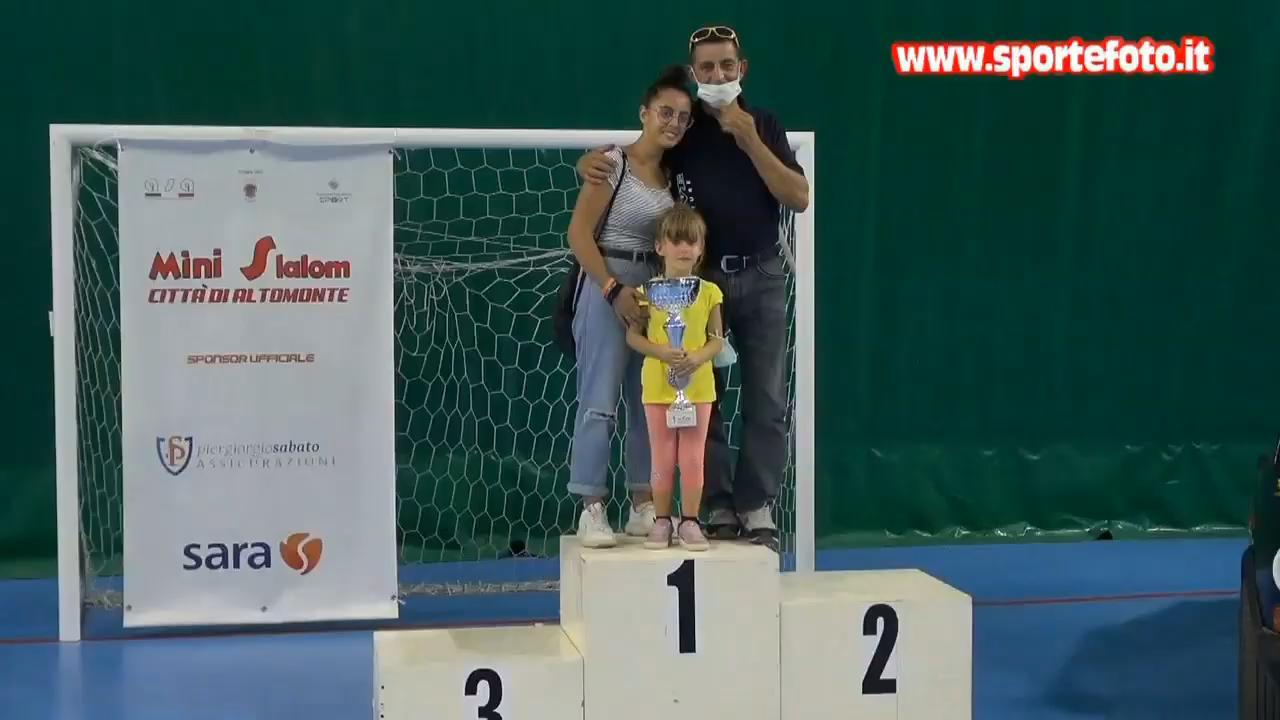 www.sportefoto.it
Mini Slalom
CITTÀ DI ALTOMONTE
SPONSOR UFFICIALE
piergiorgiosabato
ASSICURAZIONI
sara
1
2
3